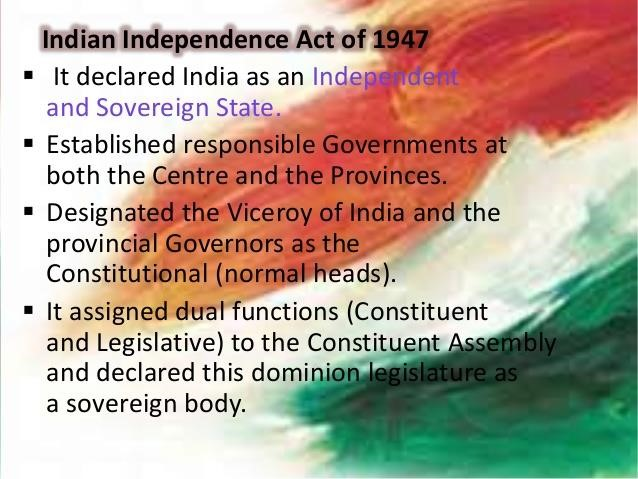 Indian Independence Act of 1947
▪ It declared India as an Independent
and Sovereign State.
▪ Established responsible Governments at
both the Centre and the Provinces.
▪ Designated the Viceroy of India and the
provincial Governors as the
Constitutional (normal heads).
▪ It assigned dual functions (Constituent
and Legislative) to the Constituent Assembly
and declared this dominion legislature as
a sovereign body.